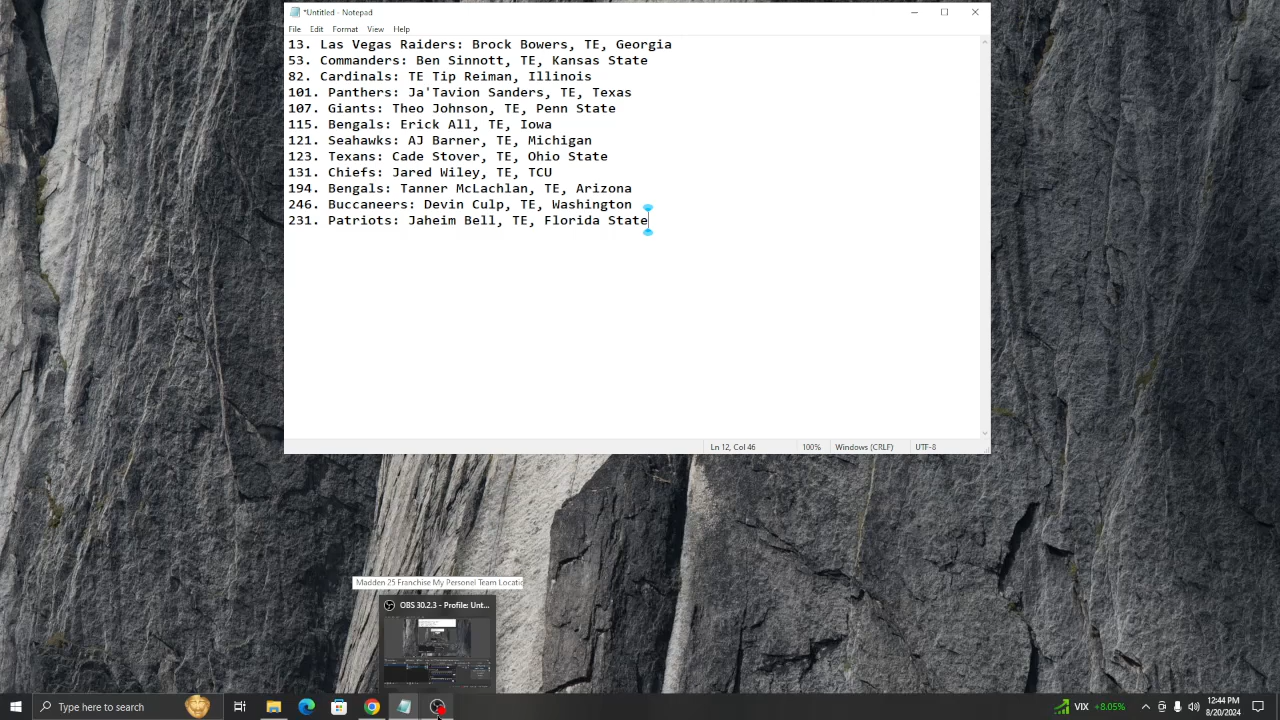 *Untitled - Notepad
File Edit Format View Help
13. Las Vegas Raiders: Brock Bowers, TE, Georgia
53. Commanders: Ben Sinnott, TE, Kansas State
82. Cardinals: TE Tip Reiman, Illinois
101. Panthers: Ja'Tavion Sanders, TE, Texas
107. Giants: Theo Johnson, TE, Penn State
115. Bengals: Erick All, TE, Iowa
121. Seahawks: AJ Barner, TE, Michigan
123. Texans: Cade Stover, TE, Ohio State
131. Chiefs: Jared Wiley, TE, TCU
194. Bengals: Tanner McLachlan, TE, Arizona
246. Buccaneers: Devin Culp, TE, Washington
231. Patriots: Jaheim Bell, TE, Florida State
Ln 12, Col 46 100% Windows (CRLF) UTF-8
Madden 25 Franchise My Personel Team Locatic
OBS 30.2.3 - Profile: Unt...
Type here to search
VIX +8.05%
12:44 PM
8/20/2024